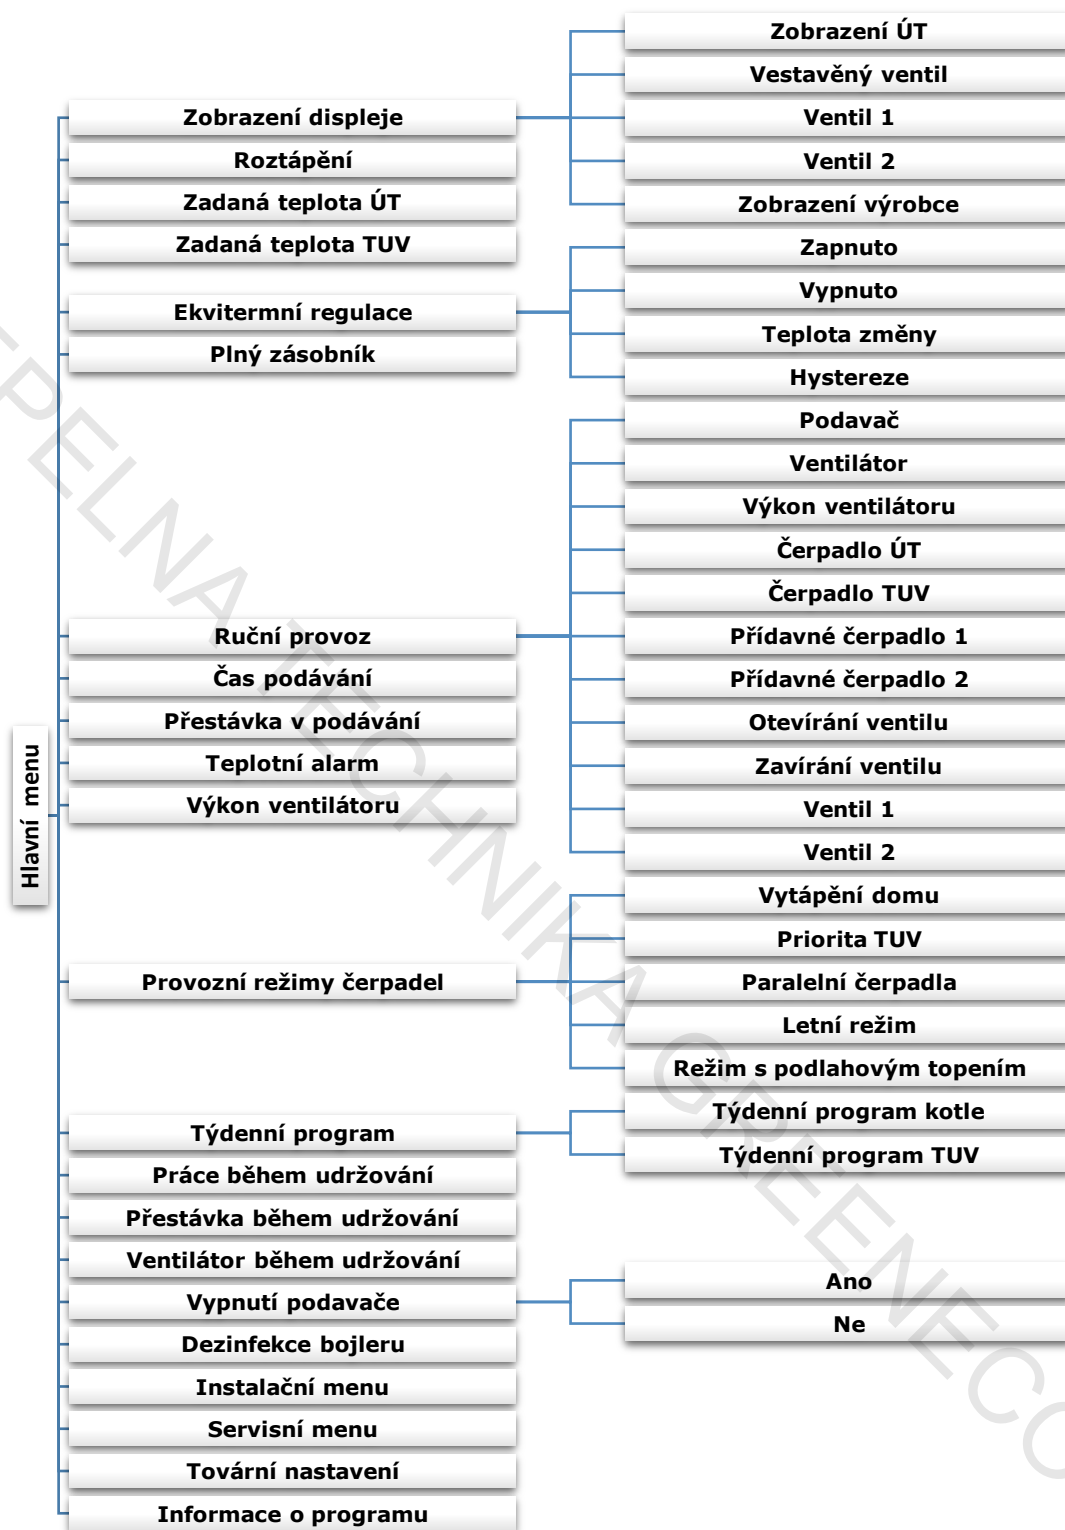 Hlavní menu
Zobrazení displeje
Zobrazení ÚT
Vestavěný ventil
Ventil 1
Ventil 2
Zobrazení výrobce
Roztápění
Zadaná teplota ÚT
Zadaná teplota TUV
Ekvitermní regulace
Zapnuto
Vypnuto
Teplota změny
Hystereze
Plný zásobník
Ruční provoz
Podavač
Ventilátor
Výkon ventilátoru
Čerpadlo ÚT
Čerpadlo TUV
Přídavné čerpadlo 1
Přídavné čerpadlo 2
Otevírání ventilu
Zavírání ventilu
Ventil 1
Ventil 2
Čas podávání
Přestávka v podávání
Teplotní alarm
Výkon ventilátoru
Provozní režimy čerpadel
Vytápění domu
Priorita TUV
Paralelní čerpadla
Letní režim
Režim s podlahovým topením
Týdenní program
Týdenní program kotle
Týdenní program TUV
Práce během udržování
Přestávka během udržování
Ventilátor během udržování
Vypnutí podavače
Ano
Ne
Dezinfekce bojleru
Instalační menu
Servisní menu
Tovární nastavení
Informace o programu
TECHNIKA